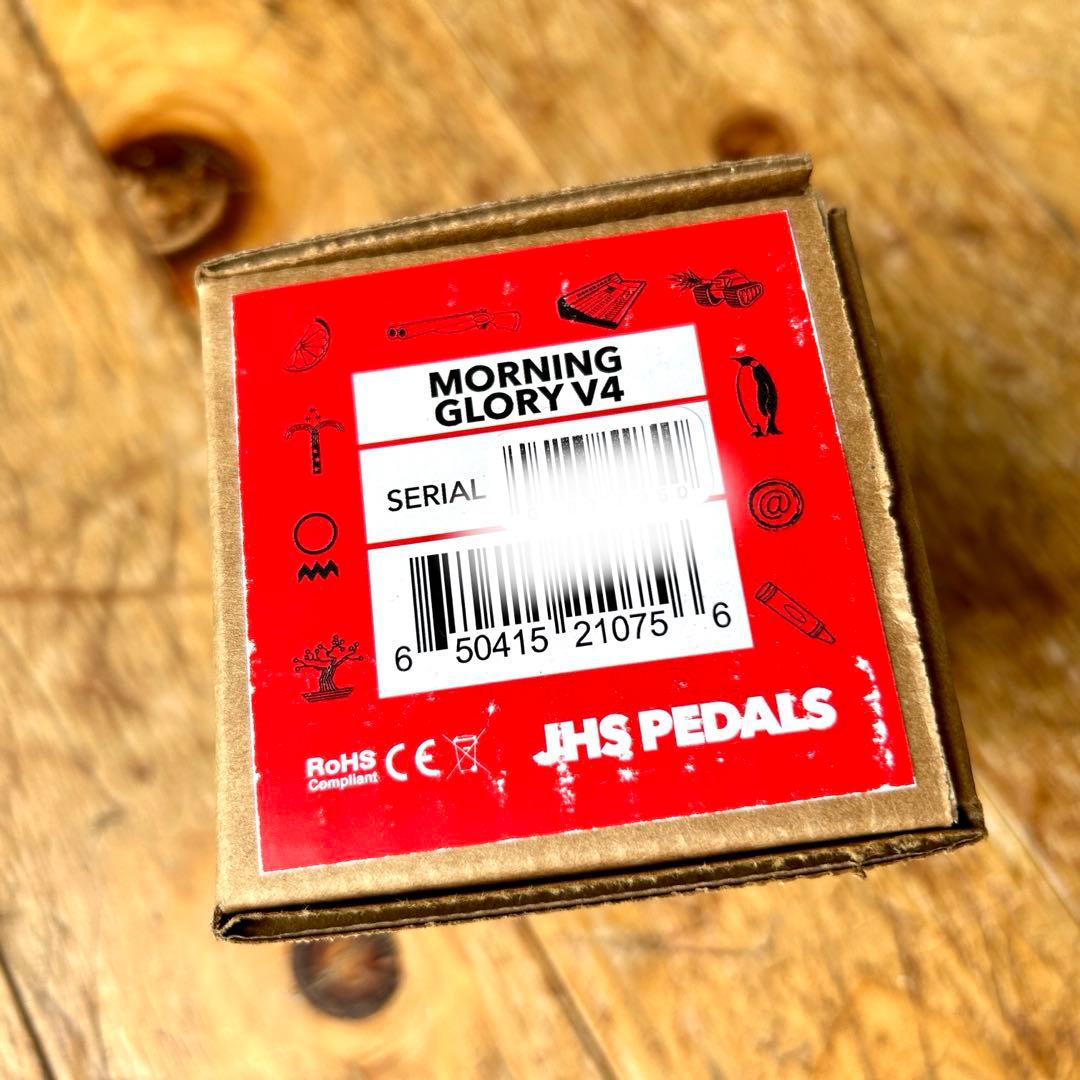 MORNING
GLORY V4
SERIAL
@
6 50415 21075 6
RoHS
Compliant
CE
JHS PEDALS